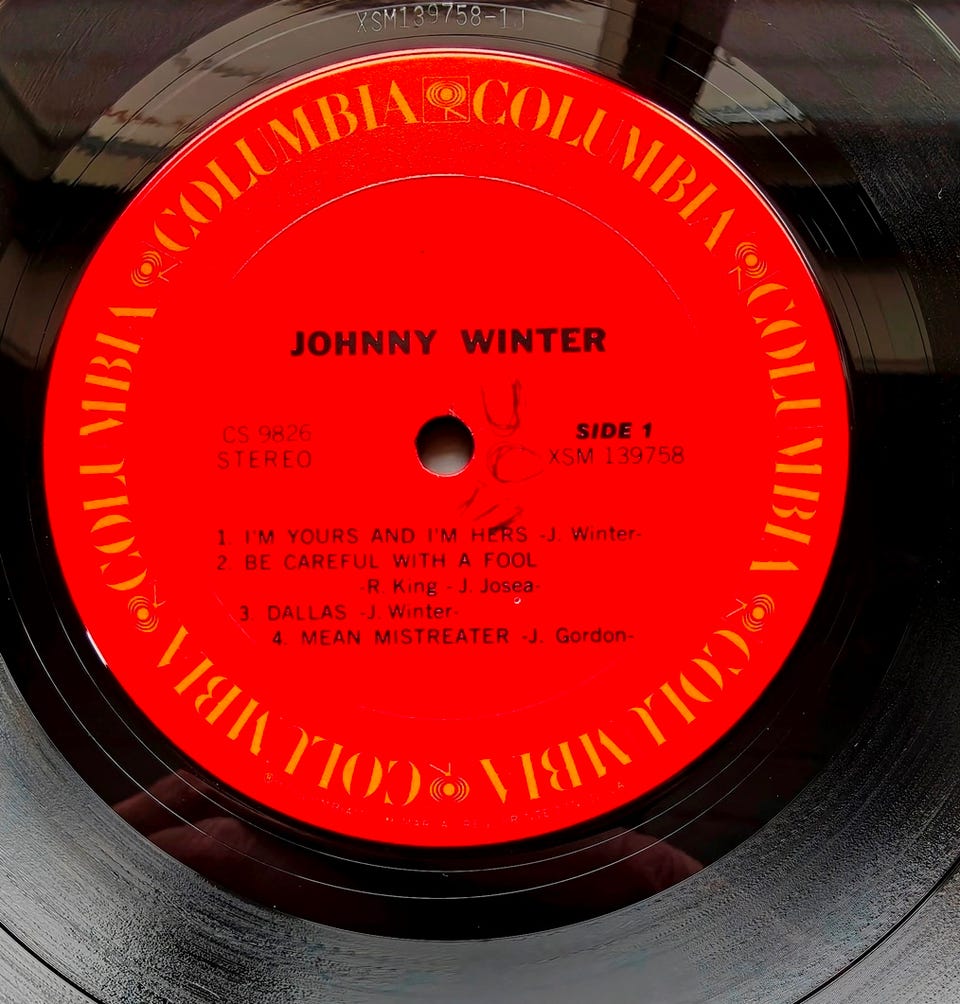 XSM139758-1J
COLUMBIA COLUMBIA COLUMBIA COLUMBIA COLUMBIA COLUMBIA COLUMBIA
JOHNNY WINTER
CS 9826
STEREO
SIDE 1
XSM 139758
1. I'M YOURS AND I'M HERS -J. Winter-
2. BE CAREFUL WITH A FOOL
-R. King - J. Josea-
3. DALLAS -J. Winter-
4. MEAN MISTREATER -J. Gordon-